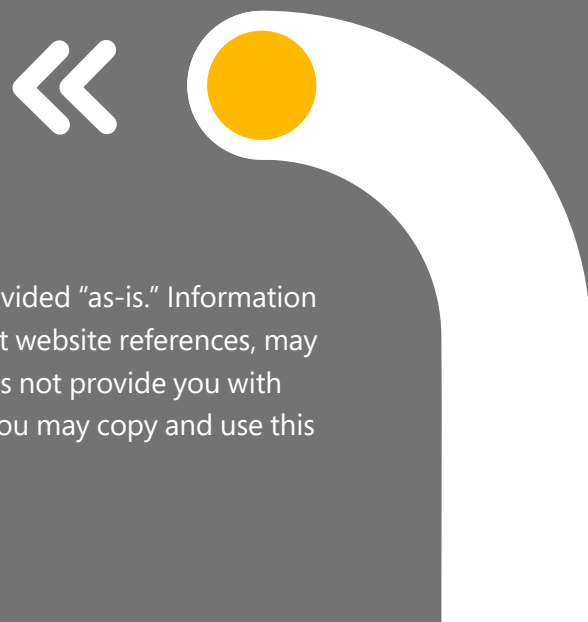 vided “as-is.” Information
t website references, may
s not provide you with
ou may copy and use this